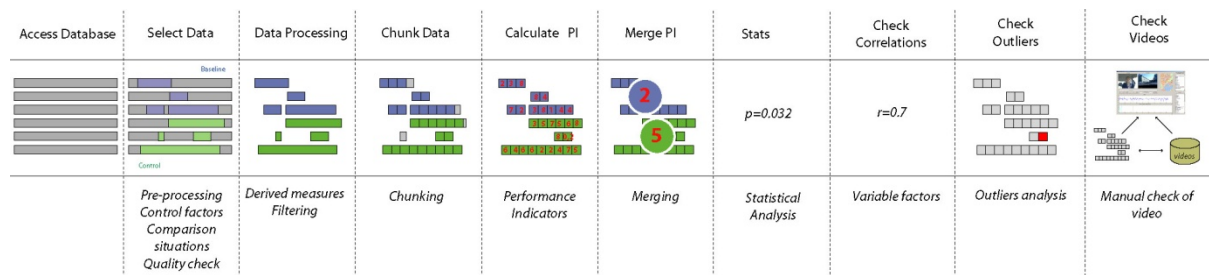 Access Database
Select Data
Data Processing
Chunk Data
Calculate PI
Merge PI
Stats
Check
Correlations
Check
Outliers
Check
Videos
Baseline
Control
2
5
p=0.032
r=0.7
videos
Pre-processing
Control factors
Comparison
situations
Quality check
Derived measures
Filtering
Chunking
Performance
Indicators
Merging
Statistical
Analysis
Variable factors
Outliers analysis
Manual check of
video